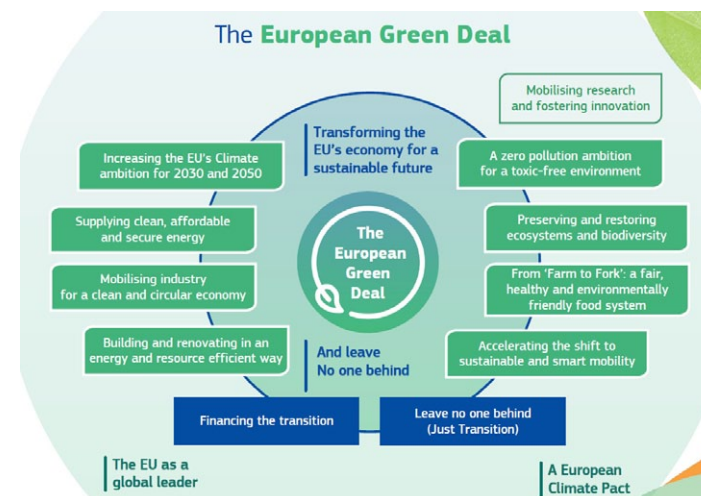 The European Green Deal
Mobilising research
and fostering innovation
Transforming the
EU's economy for a
sustainable future
Increasing the EU's Climate
ambition for 2030 and 2050
A zero pollution ambition
for a toxic-free environment
Supplying clean, affordable
and secure energy
The
European
Green
Deal
Preserving and restoring
ecosystems and biodiversity
Mobilising industry
for a clean and circular economy
From ‘Farm to Fork’: a fair,
healthy and environmentally
friendly food system
Building and renovating in an
energy and resource efficient way
And leave
No one behind
Accelerating the shift to
sustainable and smart mobility
Financing the transition
Leave no one behind
(Just Transition)
The EU as a
global leader
A European
Climate Pact